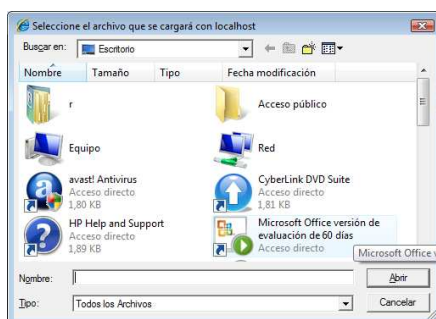 Seleccione el archivo que se cargará con localhost
Buscar en: Escritorio
Nombre Tamaño Tipo Fecha modificación
r Acceso público
Equipo Red
avast! Antivirus
Acceso directo
1,80 KB
CyberLink DVD Suite
Acceso directo
1,81 KB
HP Help and Support
Acceso directo
1,89 KB
Microsoft Office versión de
evaluación de 60 días
Acceso directo
Microsoft Office v
Nombre: Abrir
Tipo: Todos los Archivos Cancelar